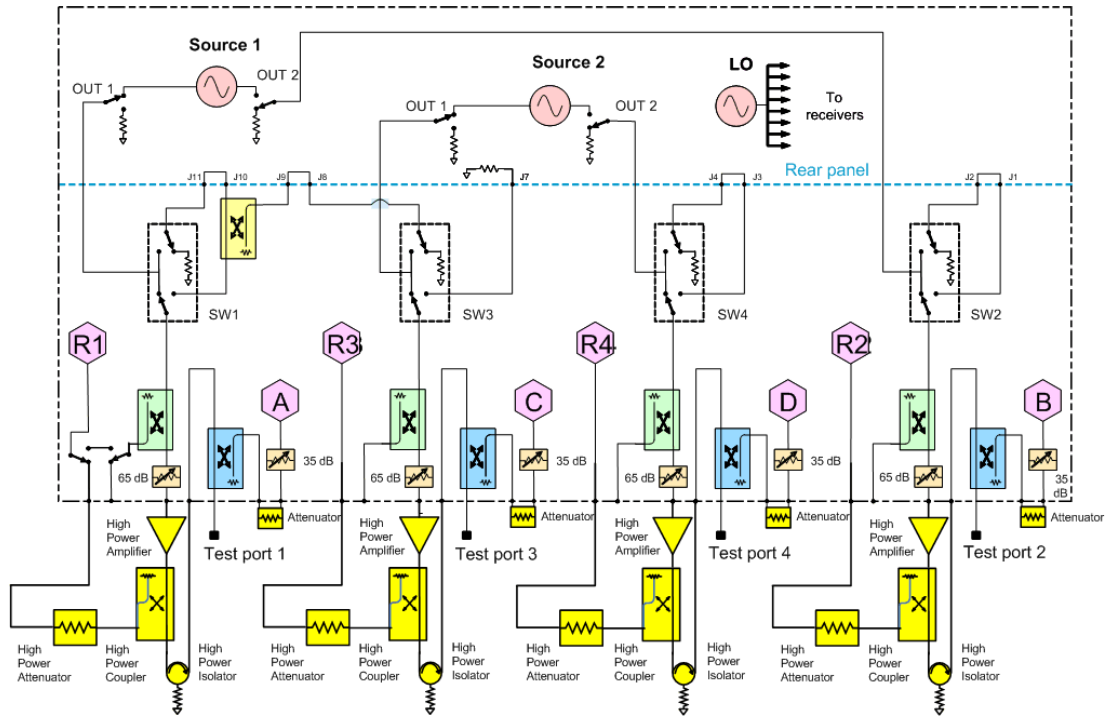 Source 1
OUT 1
OUT 2
Source 2
OUT 1
OUT 2
LO
To
receivers
Rear panel
J11
J10
J9
J8
J7
J4
J3
J2
J1
SW1
SW3
SW4
SW2
R1
R3
R4
R2
A
C
D
B
65 dB
35 dB
65 dB
35 dB
65 dB
35 dB
65 dB
35
dB
Attenuator
Attenuator
Attenuator
Attenuator
High
Power
Amplifier
Test port 1
High
Power
Amplifier
Test port 3
High
Power
Amplifier
Test port 4
High
Power
Amplifier
Test port 2
High
Power
Attenuator
High
Power
Coupler
High
Power
Isolator
High
Power
Attenuator
High
Power
Coupler
High
Power
Isolator
High
Power
Attenuator
High
Power
Coupler
High
Power
Isolator
High
Power
Attenuator
High
Power
Coupler
High
Power
Isolator